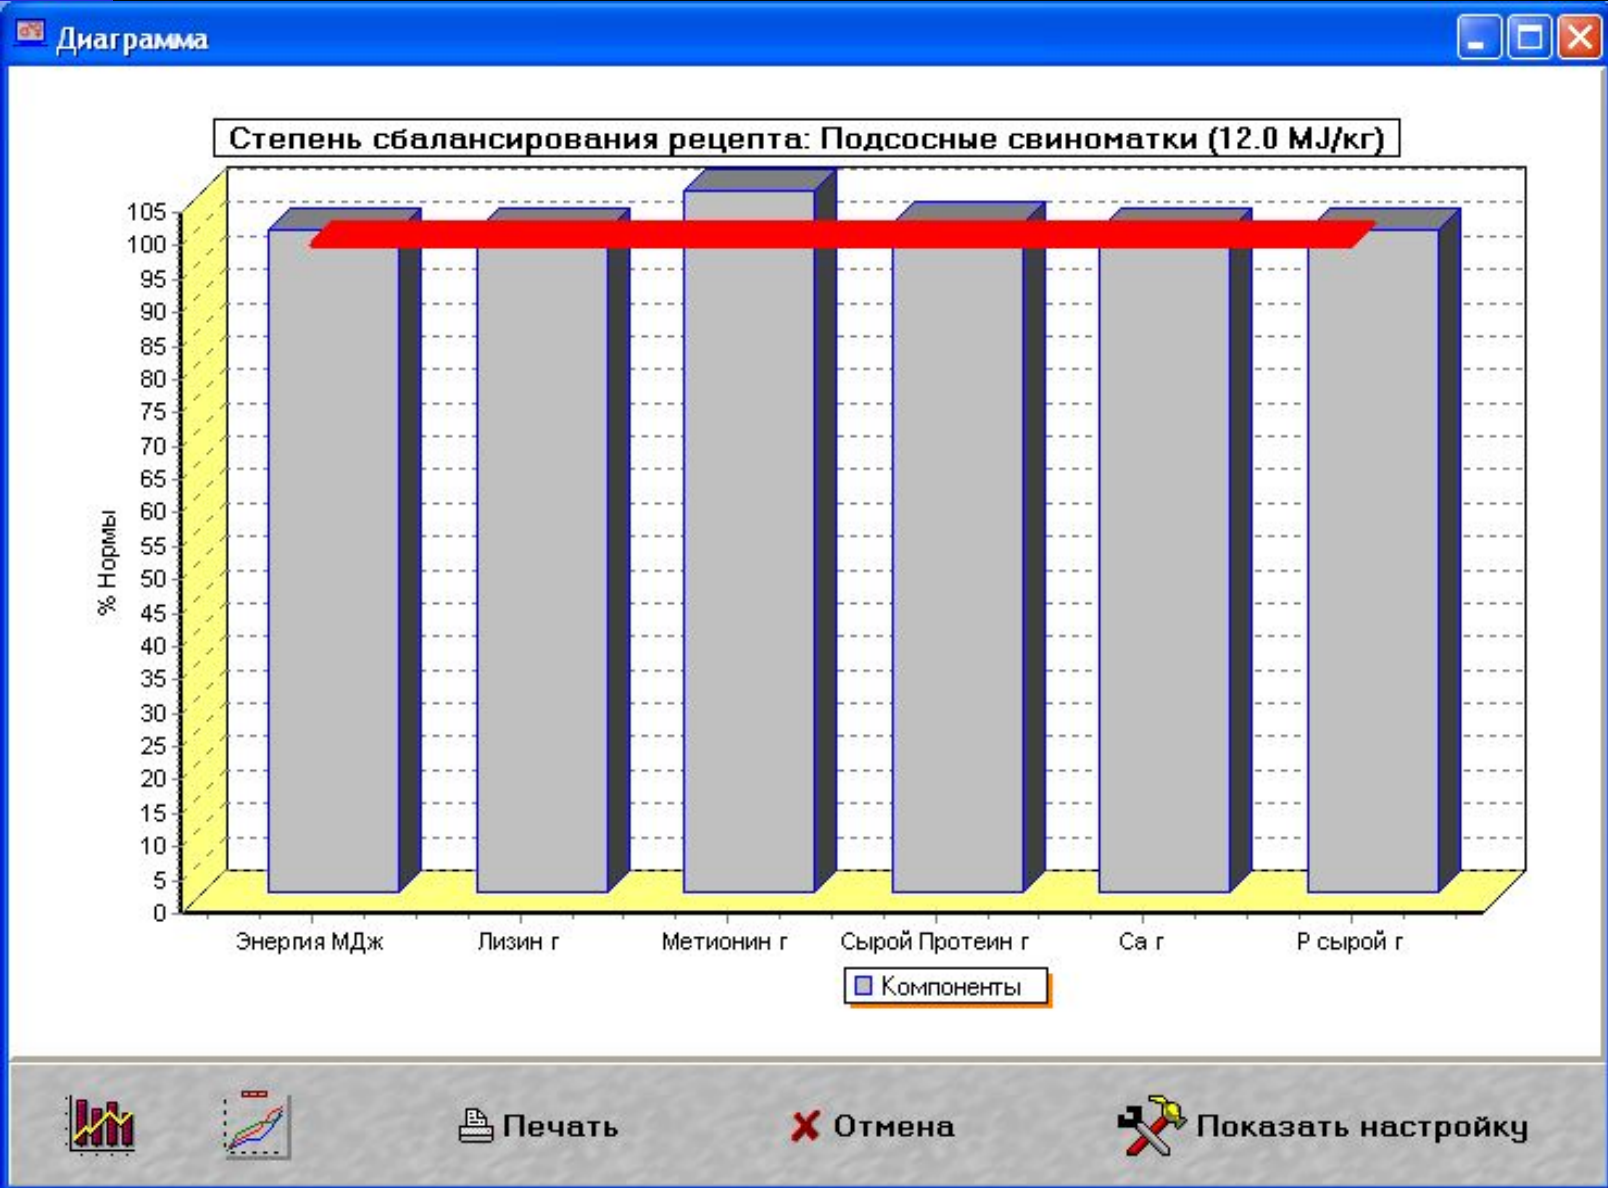 Диаграмма
Степень сбалансирования рецепта: Подсосные свиноматки (12.0 MJ/кг)
105
100
95
90
85
80
75
70
65
60
55
50
45
40
35
30
25
20
15
10
5
0
% Нормы
Энергия МДж
Лизин г
Метионин г
Сырой Протеин г
Ca г
P сырой г
Компоненты
Печать
Отмена
Показать настройку